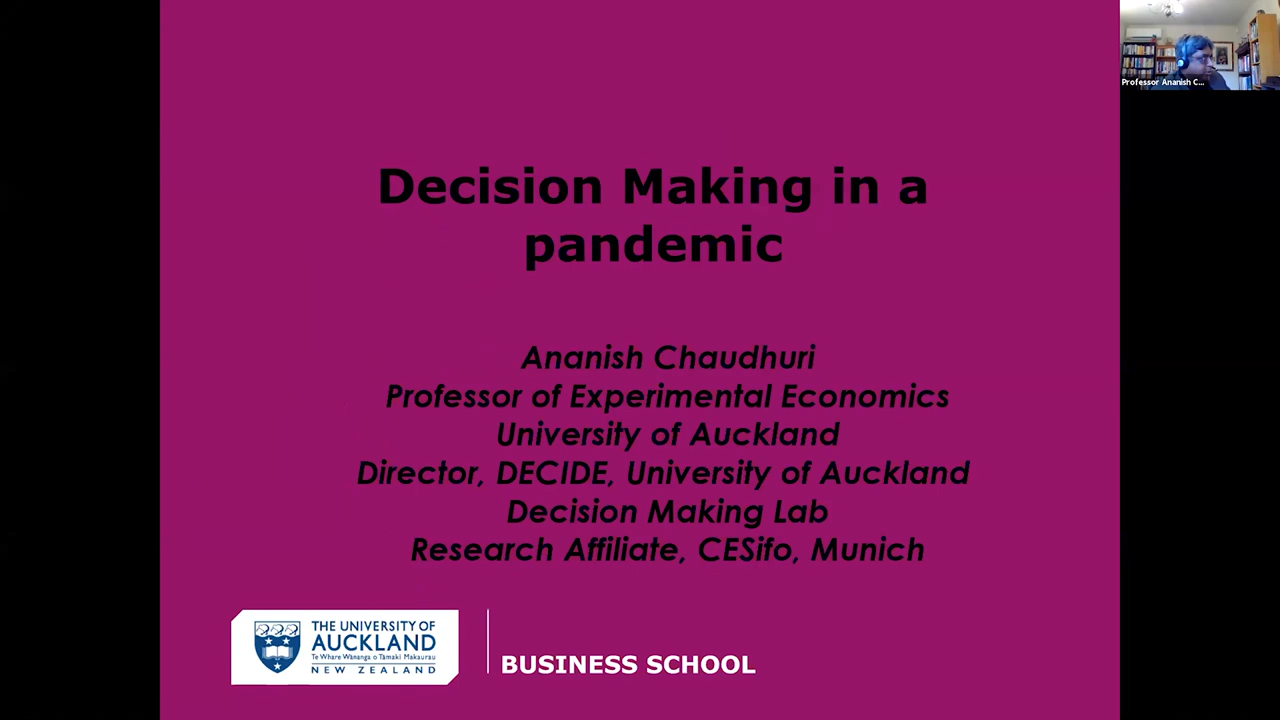 Decision Making in a
pandemic
Ananish Chaudhuri
Professor of Experimental Economics
University of Auckland
Director, DECIDE, University of Auckland
Decision Making Lab
Research Affiliate, CESifo, Munich
THE UNIVERSITY OF
AUCKLAND
Te Whare Wānanga o Tāmaki Makaurau
NEW ZEALAND
BUSINESS SCHOOL
Professor Ananish C...